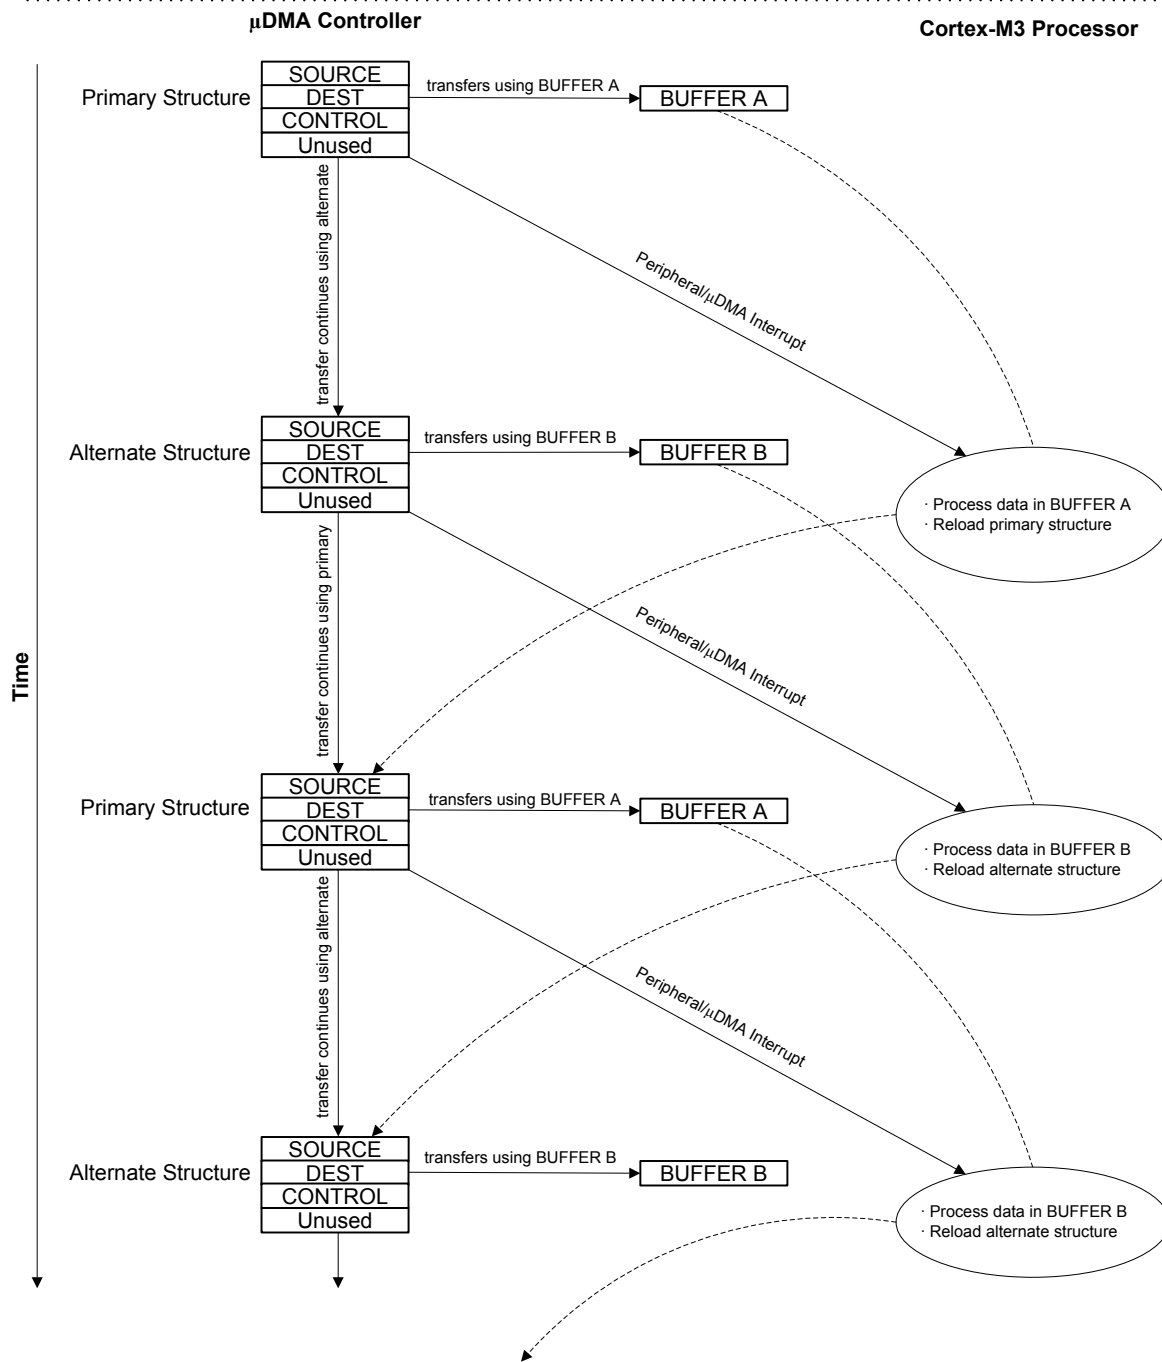 µDMA Controller
Cortex-M3 Processor
Primary Structure
SOURCE
DEST
CONTROL
Unused
transfers using BUFFER A
BUFFER A
transfer continues using alternate
Peripheral/µDMA Interrupt
Alternate Structure
SOURCE
DEST
CONTROL
Unused
transfers using BUFFER B
BUFFER B
· Process data in BUFFER A
· Reload primary structure
transfer continues using primary
Peripheral/µDMA Interrupt
Time
Primary Structure
SOURCE
DEST
CONTROL
Unused
transfers using BUFFER A
BUFFER A
· Process data in BUFFER B
· Reload alternate structure
transfer continues using alternate
Peripheral/µDMA Interrupt
Alternate Structure
SOURCE
DEST
CONTROL
Unused
transfers using BUFFER B
BUFFER B
· Process data in BUFFER B
· Reload alternate structure